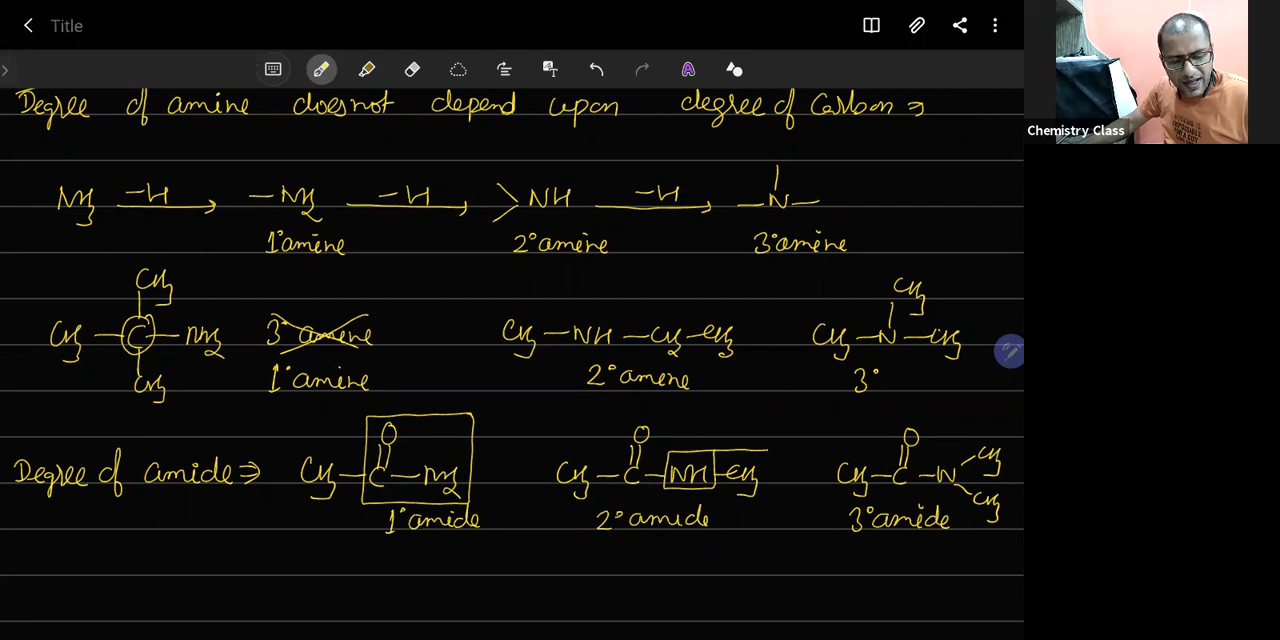 Title
Chemistry Class
Degree of amine doesnot depend upon degree of Carbon ⇒
NH₃ —H→ —NH₂ —H→ >NH —H→ —N—
1°amine 2°amine 3°amine
CH₃ CH₃
CH₃—C—NH₂ 3°amine CH₃—NH—CH₂—CH₃ CH₃—N—CH₃
CH₃ 1°amine 2°amine 3°
O O O CH₃
Degree of amide ⇒ CH₃—C—NH₂ CH₃—C—NH—CH₃ CH₃—C—N
CH₃
1°amide 2°amide 3°amide